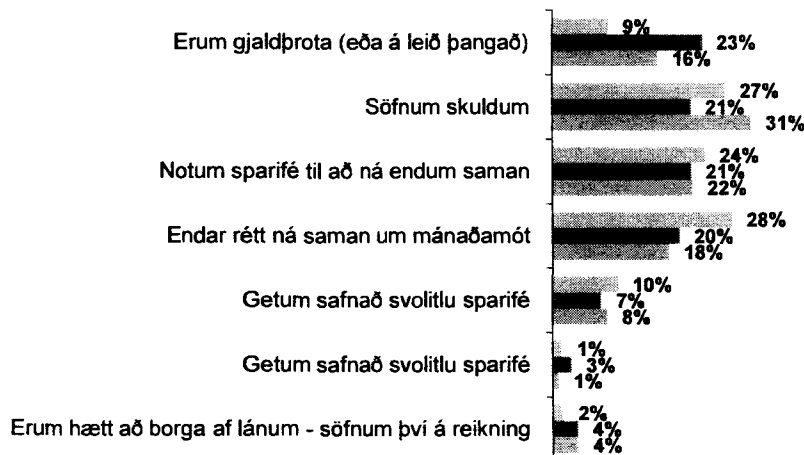 9%
Erum gjaldþrota (eða á leið þangað) 23%
16%
27%
Söfnum skuldum 21%
31%
24%
Notum sparifé til að ná endum saman 21%
22%
28%
Endar rétt ná saman um mánaðamót 20%
18%
10%
Getum safnað svolitlu sparifé 7%
8%
1%
Getum safnað svolitlu sparifé 3%
1%
2%
Erum hætt að borga af lánum - söfnum því á reikning 4%
4%